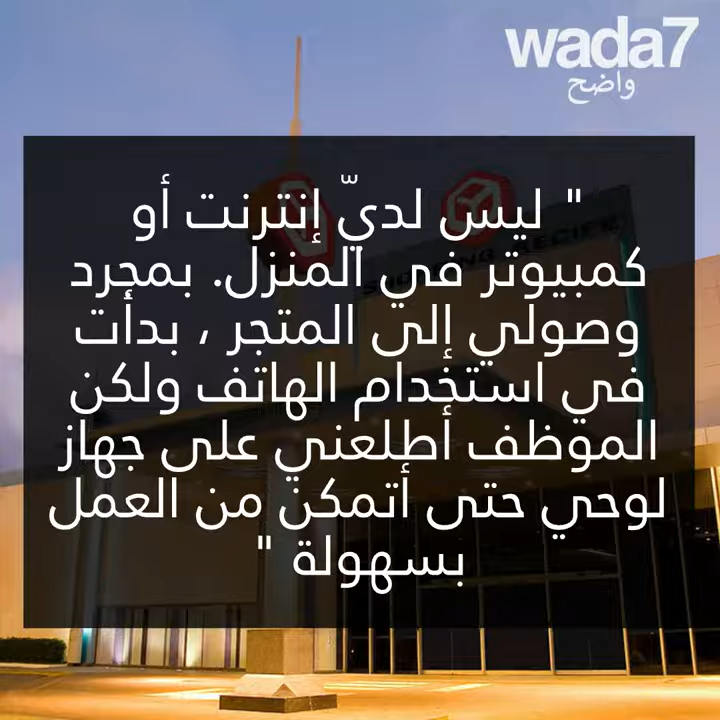 wada7
واضح
" ليس لديّ إنترنت أو
كمبيوتر في المنزل. بمجرد
وصولي إلى المتجر ، بدأت
في استخدام الهاتف ولكن
الموظف أطلعني على جهاز
لوحي حتى أتمكن من العمل
بسهولة "